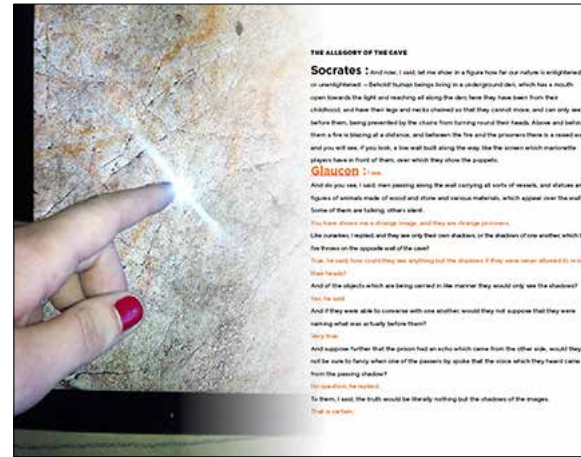 THE ALLEGORY OF THE CAVE
Socrates : And now, I said, let me show in a figure how far our nature is enlightened
or unenlightened: – Behold! human beings living in a underground den, which has a mouth
open towards the light and reaching all along the den; here they have been from their
childhood, and have their legs and necks chained so that they cannot move, and can only see
before them, being prevented by the chains from turning round their heads. Above and behind
them a fire is blazing at a distance, and between the fire and the prisoners there is a raised
and you will see, if you look, a low wall built along the way, like the screen which marionette
players have in front of them, over which they show the puppets.
Glaucon : I see.
And do you see, I said, men passing along the wall carrying all sorts of vessels, and statues and
figures of animals made of wood and stone and various materials, which appear over the wall
Some of them are talking, others silent.
You have shown me a strange image, and they are strange prisoners.
Like ourselves, I replied; and they see only their own shadows, or the shadows of one another, which
fire throws on the opposite wall of the cave?
True, he said; how could they see anything but the shadows if they were never allowed to
their heads?
And of the objects which are being carried in like manner they would only see the shadows?
Yes, he said
And if they were able to converse with one another, would they not suppose that they were
naming what was actually before them?
Very true.
And suppose further that the prison had an echo which came from the other side, would they
not be sure to fancy when one of the passers by spoke that the voice which they heard came
from the passing shadow?
No question, he replied.
To them, I said, the truth would be literally nothing but the shadows of the images.
That is certain.